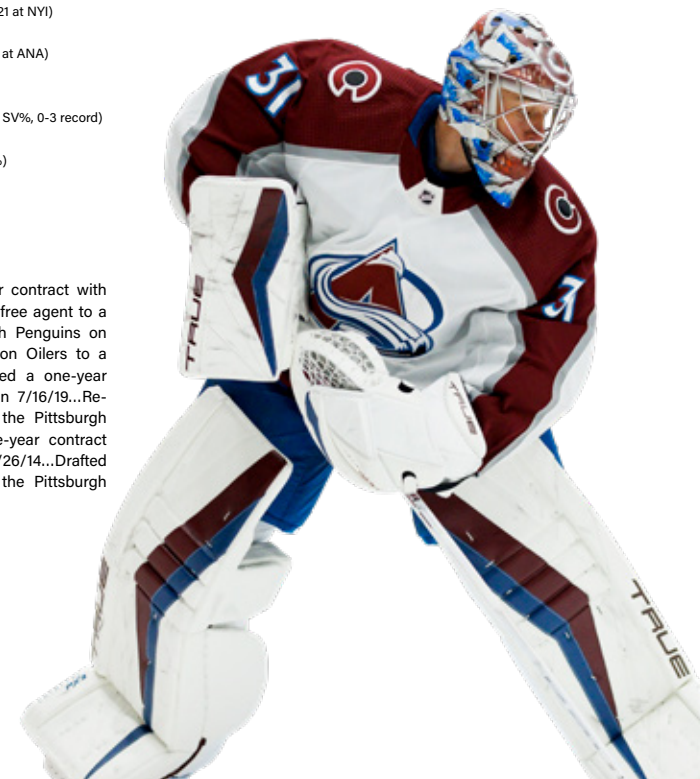 21 at NYI)
at ANA)
SV%, 0-3 record)
%)
r contract with
free agent to a
h Penguins on
on Oilers to a
ed a one-year
n 7/16/19...Re-
the Pittsburgh
e-year contract
/26/14...Drafted
the Pittsburgh
31
31
TRUE
TRUE
TRUE
TRUE